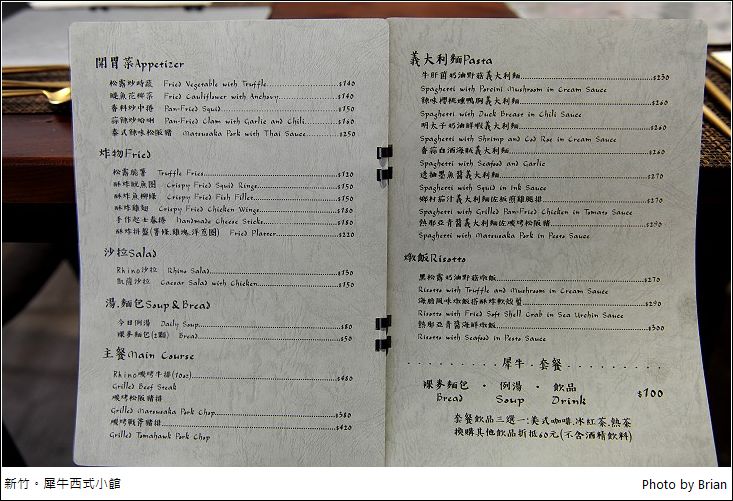 開胃菜Appetizer
松露炒時蔬 Fried Vegetable with Truffle $140
鯷魚花椰菜 Fried Cauliflower with Anchovy $140
香料炒中捲 Pan-Fried Squid $150
蒜辣炒蛤蜊 Pan-Fried Clam with Garlic and Chili $160
泰式辣味松阪豬 Matsusaka Pork with Thai Sauce $250
炸物Fried
松露脆薯 Truffle Fries $120
酥炸魷魚圈 Crispy Fried Squid Rings $150
酥炸魚柳條 Crispy Fried Fish Filler $150
酥炸雞翅 Crispy Fried Chicken Wings $180
手作起士春捲 Handmade Cheese Sticks $180
酥炸拼盤(薯條.雞塊.洋蔥圈) Fried Platter $220
沙拉Salad
Rhino沙拉 Rhino Salad $130
凱薩沙拉 Caesar Salad with Chicken $150
湯.麵包Soup & Bread
今日例湯 Daily Soup $80
裸麥麵包(2顆) Bread $50
主餐Main Course
Rhino碳烤牛排(10oz) $480
Grilled Beef Steak
碳烤松阪豬排
Grilled Matsusaka Pork Chop $380
碳烤戰斧豬排 $420
Grilled Tomahawk Pork Chop
義大利麵Pasta
牛肝菌奶油野菇義大利麵 $230
Spaghetti with Porcini Mushroom in Cream Sauce
辣味櫻桃燻鴨胸義大利麵 $260
Spaghetti with Duck Breast in Chili Sauce
明太子奶油鮮蝦義大利麵 $260
Spaghetti with Shrimp and Cod Roe in Cream Sauce
香蒜白酒海鮮義大利麵 $260
Spaghetti with Seafood and Garlic
透抽墨魚醬義大利麵 $270
Spaghetti with Squid in Ink Sauce
鄉村茄汁義大利麵佐板煎雞腿排 $270
Spaghetti with Grilled Pan-Fried Chicken in Tomato Sauce
熱那亞青醬義大利麵佐碳烤松阪豬 $290
Spaghetti with Matsusaka Pork in Pesto Sauce
燉飯Risotto
黑松露奶油野菇燉飯 $270
Risotto with Truffle and Mushroom in Cream Sauce
海膽風味燉飯搭酥炸軟殼蟹 $290
Risotto with Fried Soft Shell Crab in Sea Urchin Sauce
熱那亞青醬海鮮燉飯 $300
Risotto with Seafood in Pesto Sauce
犀牛.套餐
裸麥麵包 · 例湯 · 飲品 $100
Bread Soup Drink
套餐飲品三選一:美式咖啡.冰紅茶.熱茶
換購其他飲品折抵60元(不含酒精飲料)
新竹。犀牛西式小館
Photo by Brian